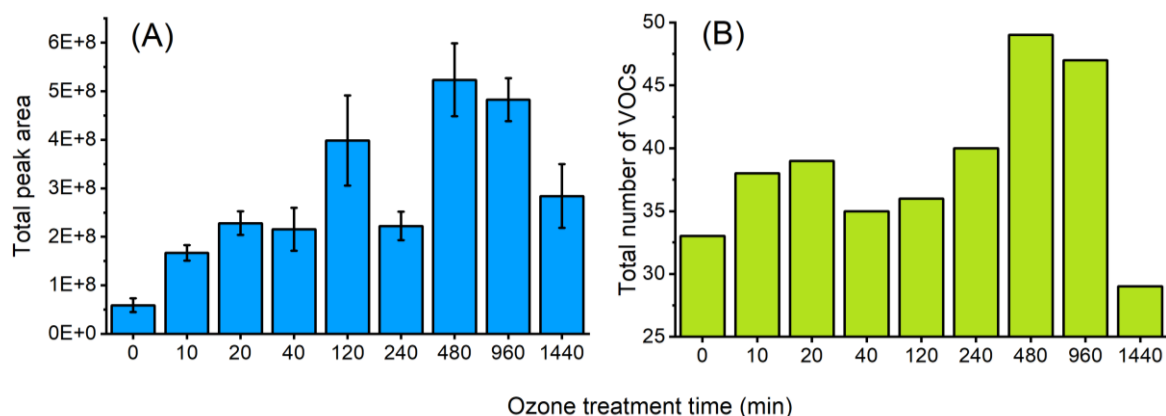 (A)
Total peak area
6E+8
5E+8
4E+8
3E+8
2E+8
1E+8
0E+0
0 10 20 40 120 240 480 960 1440
(B)
Total number of VOCs
50
45
40
35
30
25
0 10 20 40 120 240 480 960 1440
Ozone treatment time (min)